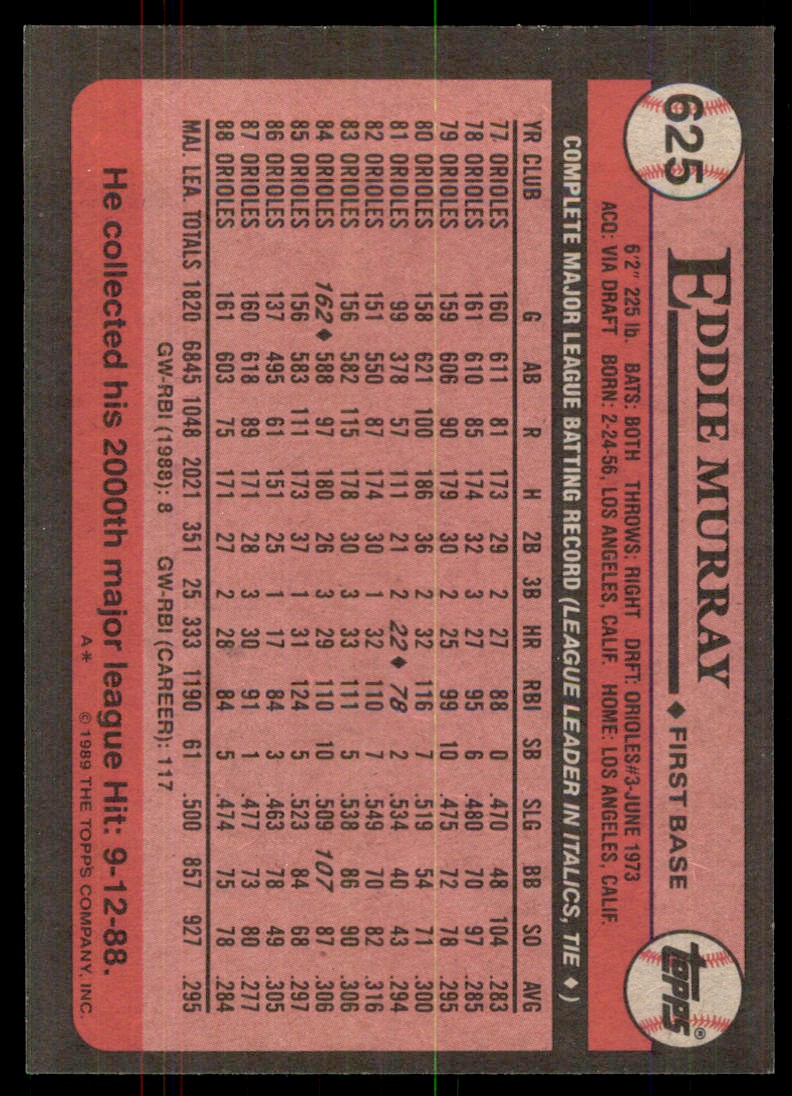 625
EDDIE MURRAY
◆ FIRST BASE
topps®
6'2" 225 lb. BATS: BOTH THROWS: RIGHT DRFT: ORIOLES#3-JUNE 1973
ACQ: VIA DRAFT BORN: 2-24-56, LOS ANGELES, CALIF. HOME: LOS ANGELES, CALIF.
COMPLETE MAJOR LEAGUE BATTING RECORD (LEAGUE LEADER IN ITALICS, TIE ◆)
YR CLUB G AB R H 2B 3B HR RBI SB SLG BB SO AVG
77 ORIOLES 160 611 81 173 29 2 27 88 0 .470 48 104 .283
78 ORIOLES 161 610 85 174 32 3 27 95 6 .480 70 97 .285
79 ORIOLES 159 606 90 179 30 2 25 99 10 .475 72 78 .295
80 ORIOLES 158 621 100 186 36 2 32 116 7 .519 54 71 .300
81 ORIOLES 99 378 57 111 21 2 22◆ 78 2 .534 40 43 .294
82 ORIOLES 151 550 87 174 30 1 32 110 7 .549 70 82 .316
83 ORIOLES 156 582 115 178 30 3 33 111 5 .538 86 90 .306
84 ORIOLES 162◆ 588 97 180 26 3 29 110 10 .509 107 87 .306
85 ORIOLES 156 583 111 173 37 1 31 124 5 .523 84 68 .297
86 ORIOLES 137 495 61 151 25 1 17 84 3 .463 78 49 .305
87 ORIOLES 160 618 89 171 28 3 30 91 1 .477 73 80 .277
88 ORIOLES 161 603 75 171 27 2 28 84 5 .474 75 78 .284
MAJ. LEA. TOTALS 1820 6845 1048 2021 351 25 333 1190 61 .500 857 927 .295
GW-RBI (1988): 8 GW-RBI (CAREER): 117
He collected his 2000th major league Hit: 9-12-88.
A* © 1989 THE TOPPS COMPANY, INC.